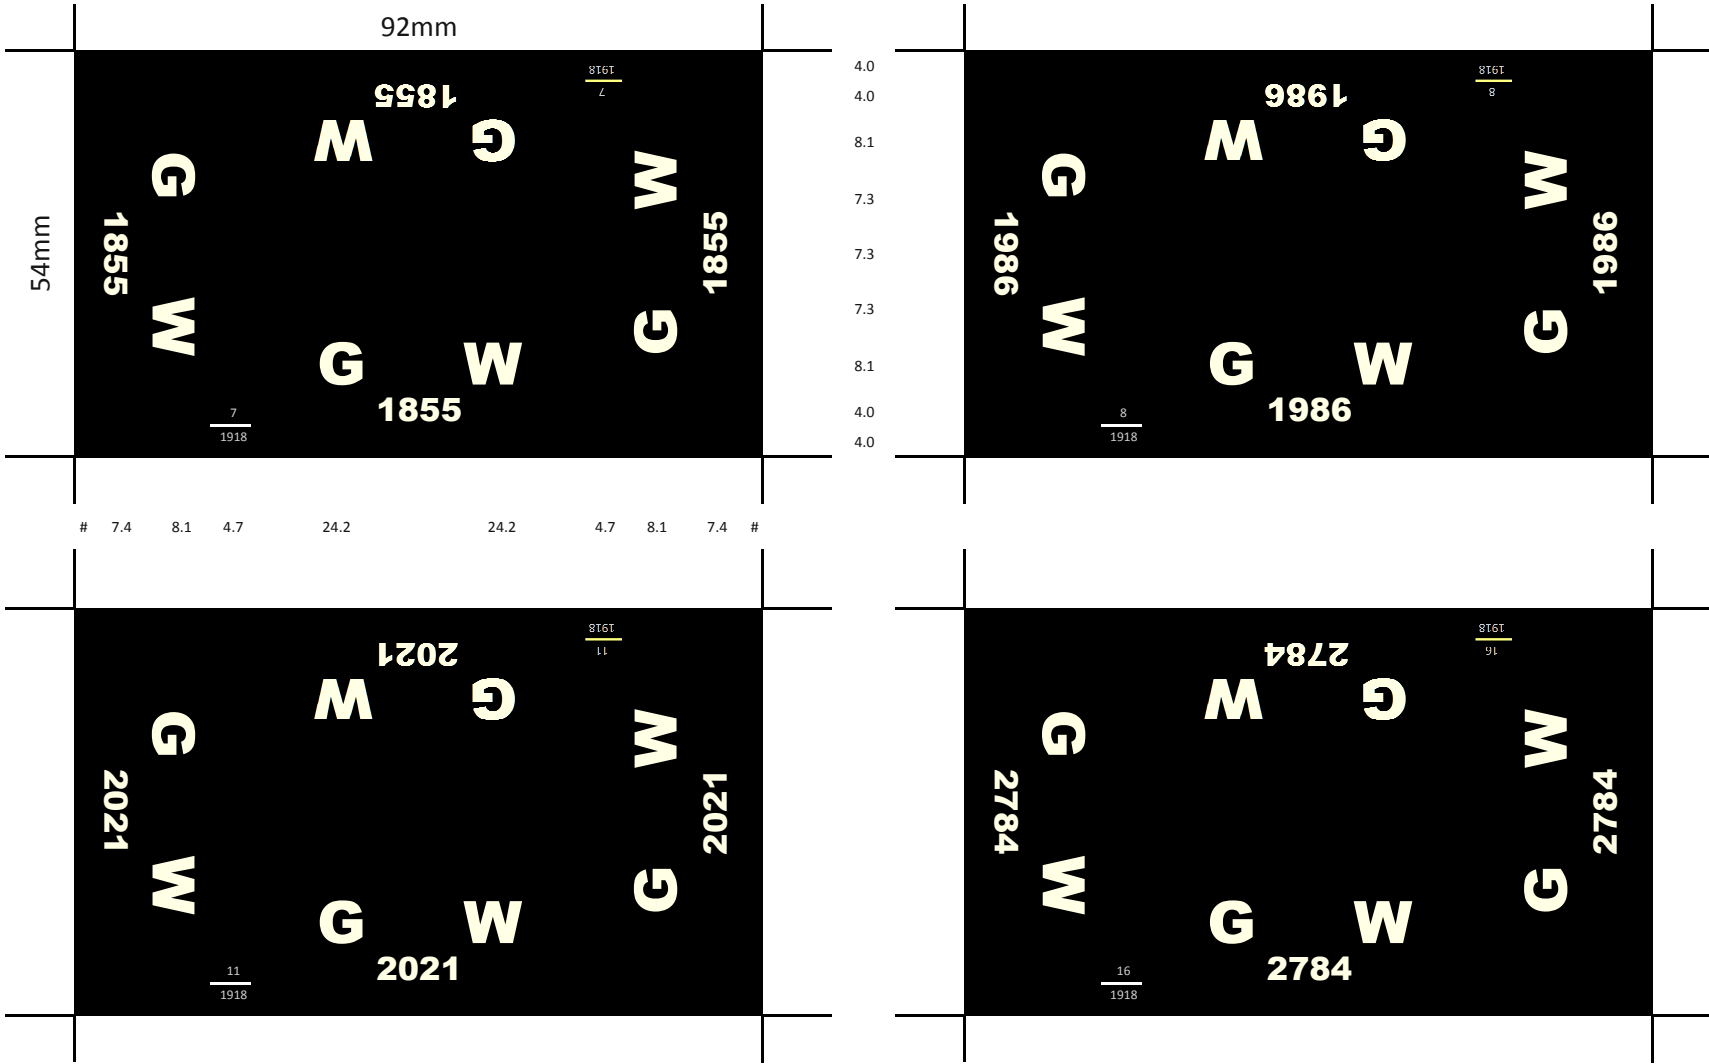 92mm
54mm
1918
7
1855
W G
G W
1855 1855
W G
G W
1855
7
1918
4.0
4.0
8.1
7.3
7.3
7.3
8.1
4.0
4.0
1918
8
1986
W G
G W
1986 1986
W G
G W
1986
8
1918
# 7.4 8.1 4.7 24.2 24.2 4.7 8.1 7.4 #
1918
11
2021
W G
G W
2021 2021
W G
G W
2021
11
1918
1918
16
2784
W G
G W
2784 2784
W G
G W
2784
16
1918